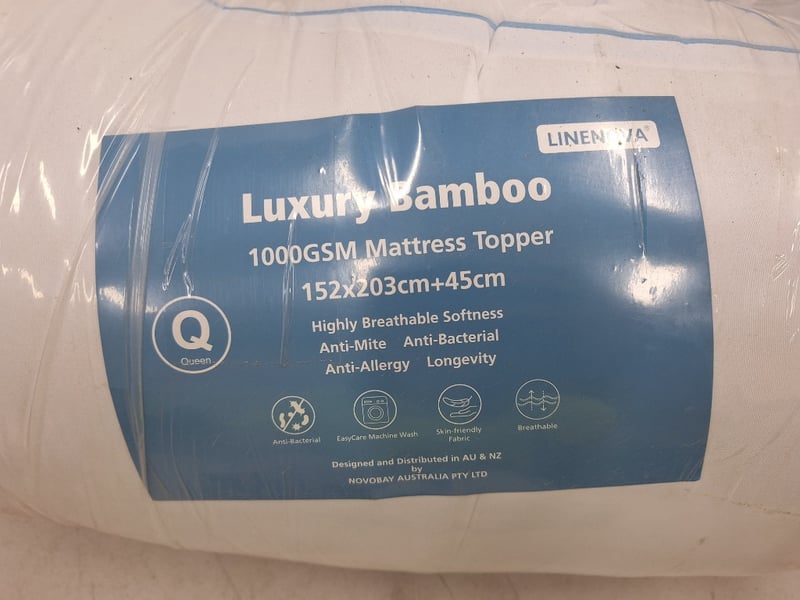 LINENOVA®
Luxury Bamboo
1000GSM Mattress Topper
152x203cm+45cm
Highly Breathable Softness
Anti-Mite Anti-Bacterial
Anti-Allergy Longevity
Q
Queen
Anti-Bacterial
EasyCare Machine Wash
Skin-friendly
Fabric
Breathable
Designed and Distributed in AU & NZ
by
NOVOBAY AUSTRALIA PTY LTD